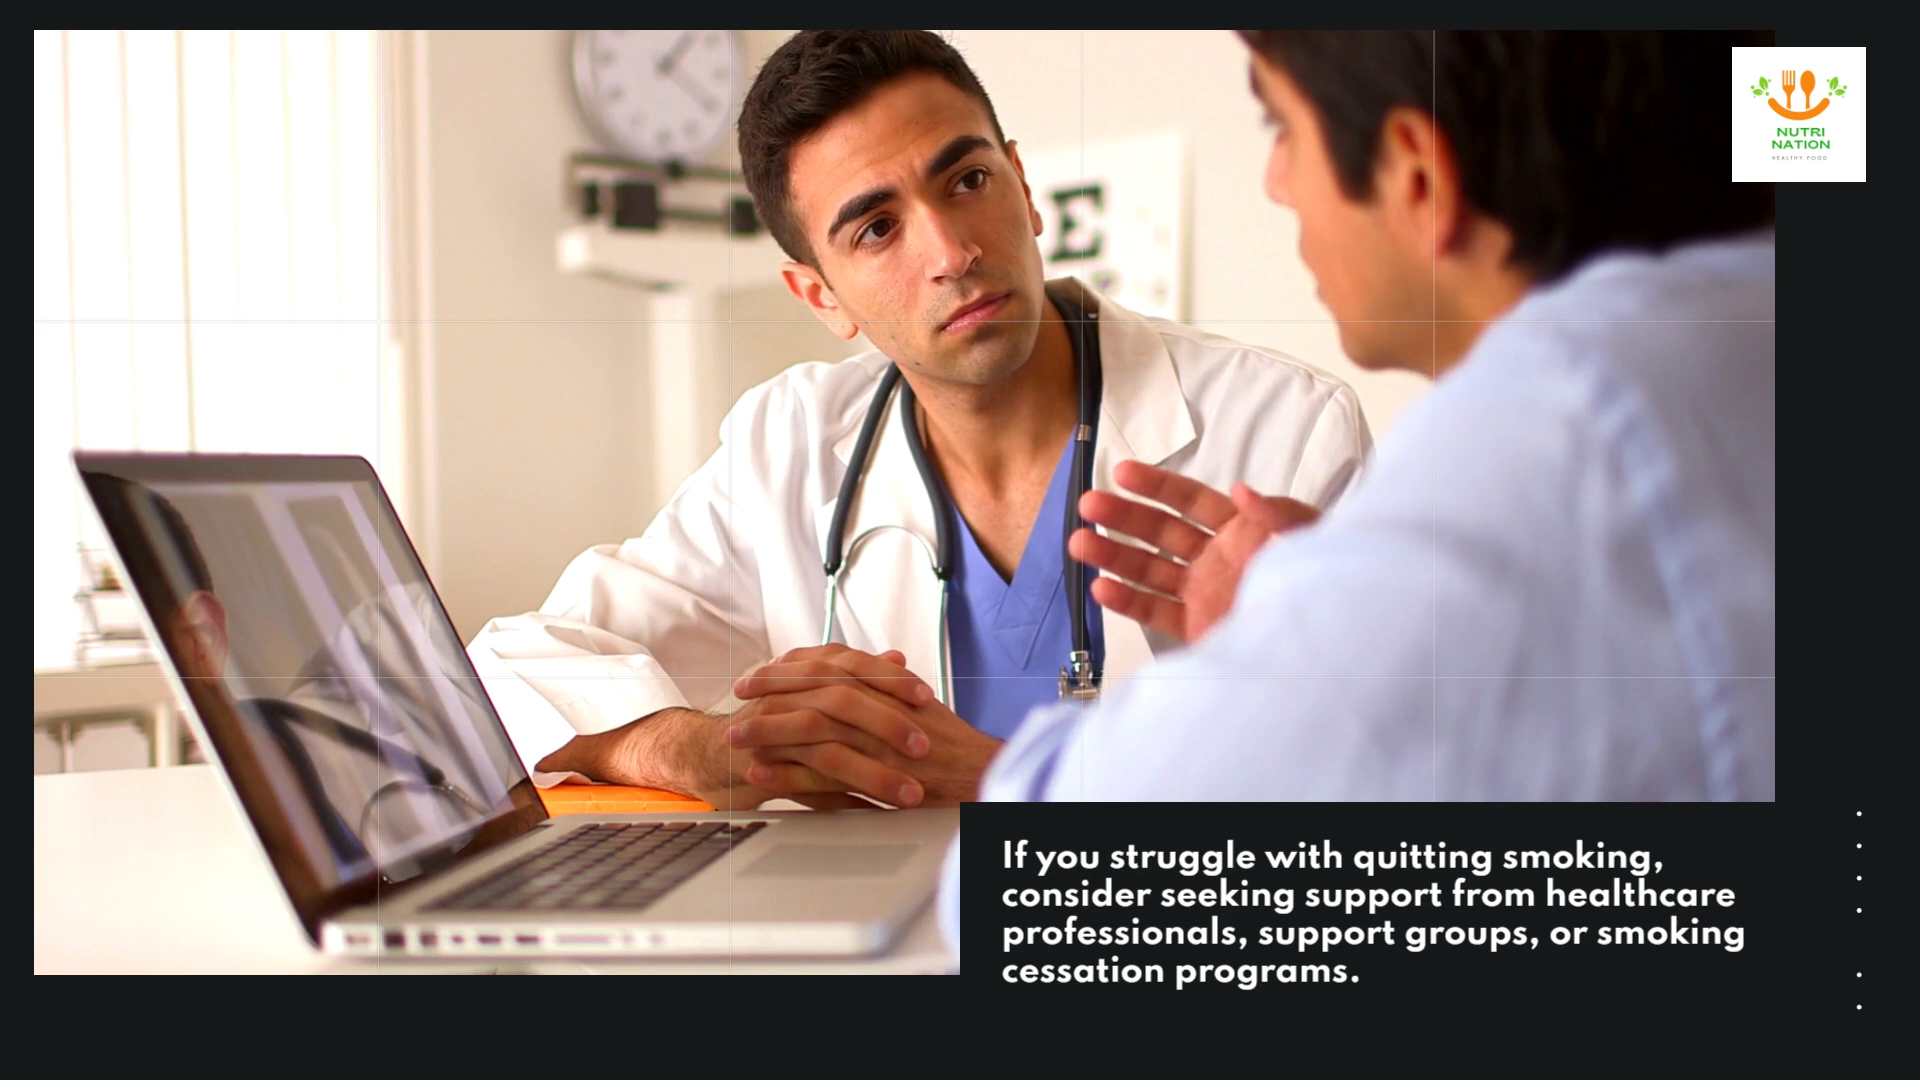 E
NUTRI
NATION
HEALTHY FOOD
If you struggle with quitting smoking,
consider seeking support from healthcare
professionals, support groups, or smoking
cessation programs.